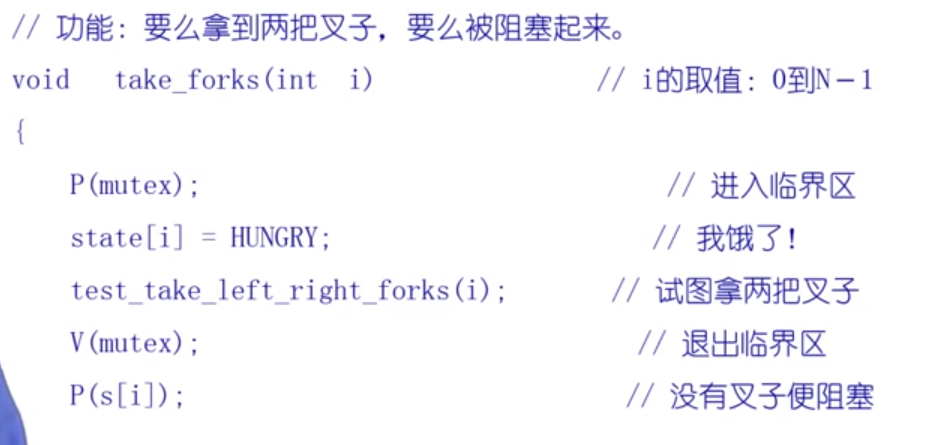 // 功能：要么拿到两把叉子，要么被阻塞起来。
void take_forks(int i) // i的取值：0到N－1
{
P(mutex); // 进入临界区
state[i] = HUNGRY; // 我饿了!
test_take_left_right_forks(i); // 试图拿两把叉子
V(mutex); // 退出临界区
P(s[i]); // 没有叉子便阻塞